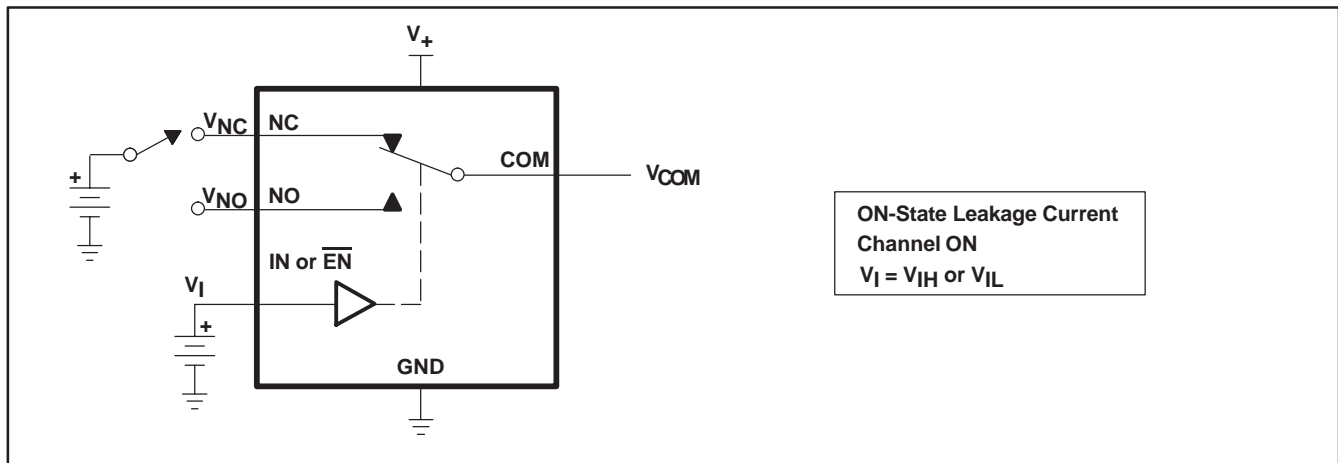 V+
VNC NC
COM
VCOM
+
VNO NO
ON-State Leakage Current
Channel ON
VI = VIH or VIL
IN or E̅N̅
VI
+
GND